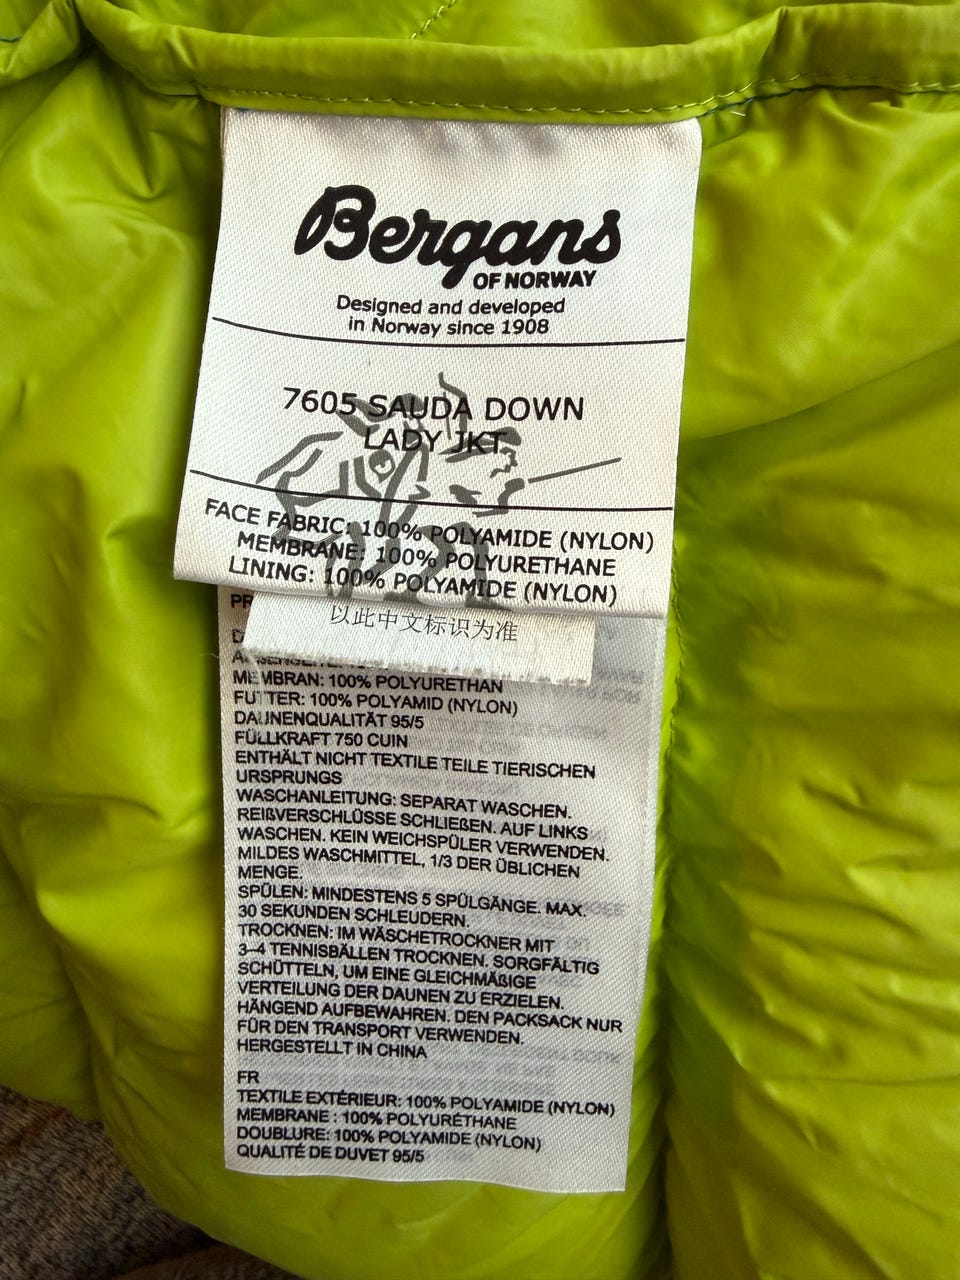 Bergans
OF NORWAY
Designed and developed
in Norway since 1908
7605 SAUDA DOWN
LADY JKT.
FACE FABRIC: 100% POLYAMIDE (NYLON)
MEMBRANE: 100% POLYURETHANE
LINING: 100% POLYAMIDE (NYLON)
以此中文标识为准
MEMBRAN: 100% POLYURETHAN
FUTTER: 100% POLYAMID (NYLON)
DAUNENQUALITÄT 95/5
FÜLLKRAFT 750 CUIN
ENTHÄLT NICHT TEXTILE TEILE TIERISCHEN
URSPRUNGS
WASCHANLEITUNG: SEPARAT WASCHEN.
REIßVERSCHLÜSSE SCHLIEßEN. AUF LINKS
WASCHEN. KEIN WEICHSPÜLER VERWENDEN.
MILDES WASCHMITTEL, 1/3 DER ÜBLICHEN
MENGE.
SPÜLEN: MINDESTENS 5 SPÜLGÄNGE. MAX.
30 SEKUNDEN SCHLEUDERN.
TROCKNEN: IM WÄSCHETROCKNER MIT
3–4 TENNISBÄLLEN TROCKNEN. SORGFÄLTIG
SCHÜTTELN, UM EINE GLEICHMÄßIGE
VERTEILUNG DER DAUNEN ZU ERZIELEN.
HÄNGEND AUFBEWAHREN. DEN PACKSACK NUR
FÜR DEN TRANSPORT VERWENDEN.
HERGESTELLT IN CHINA
FR
TEXTILE EXTÉRIEUR: 100% POLYAMIDE (NYLON)
MEMBRANE : 100% POLYURÉTHANE
DOUBLURE: 100% POLYAMIDE (NYLON)
QUALITÉ DE DUVET 95/5